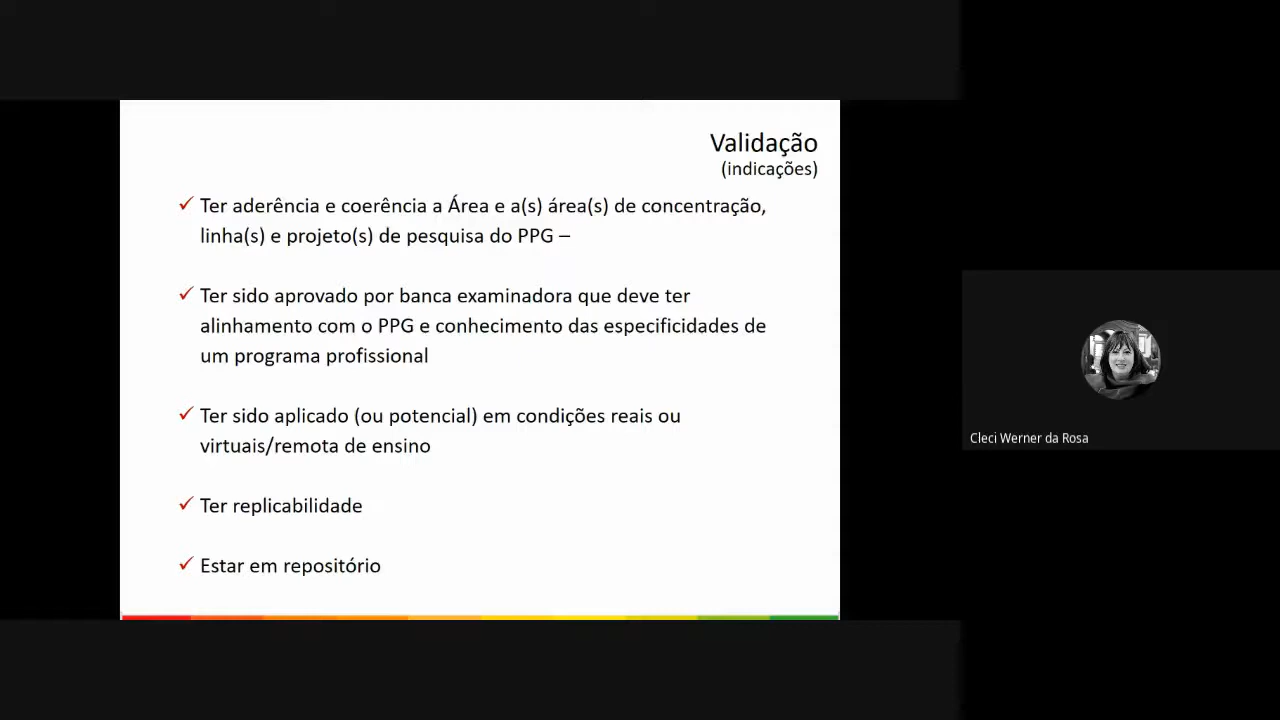 Validação
(indicações)
✓ Ter aderência e coerência a Área e a(s) área(s) de concentração,
linha(s) e projeto(s) de pesquisa do PPG –
✓ Ter sido aprovado por banca examinadora que deve ter
alinhamento com o PPG e conhecimento das especificidades de
um programa profissional
✓ Ter sido aplicado (ou potencial) em condições reais ou
virtuais/remota de ensino
✓ Ter replicabilidade
✓ Estar em repositório
Cleci Werner da Rosa